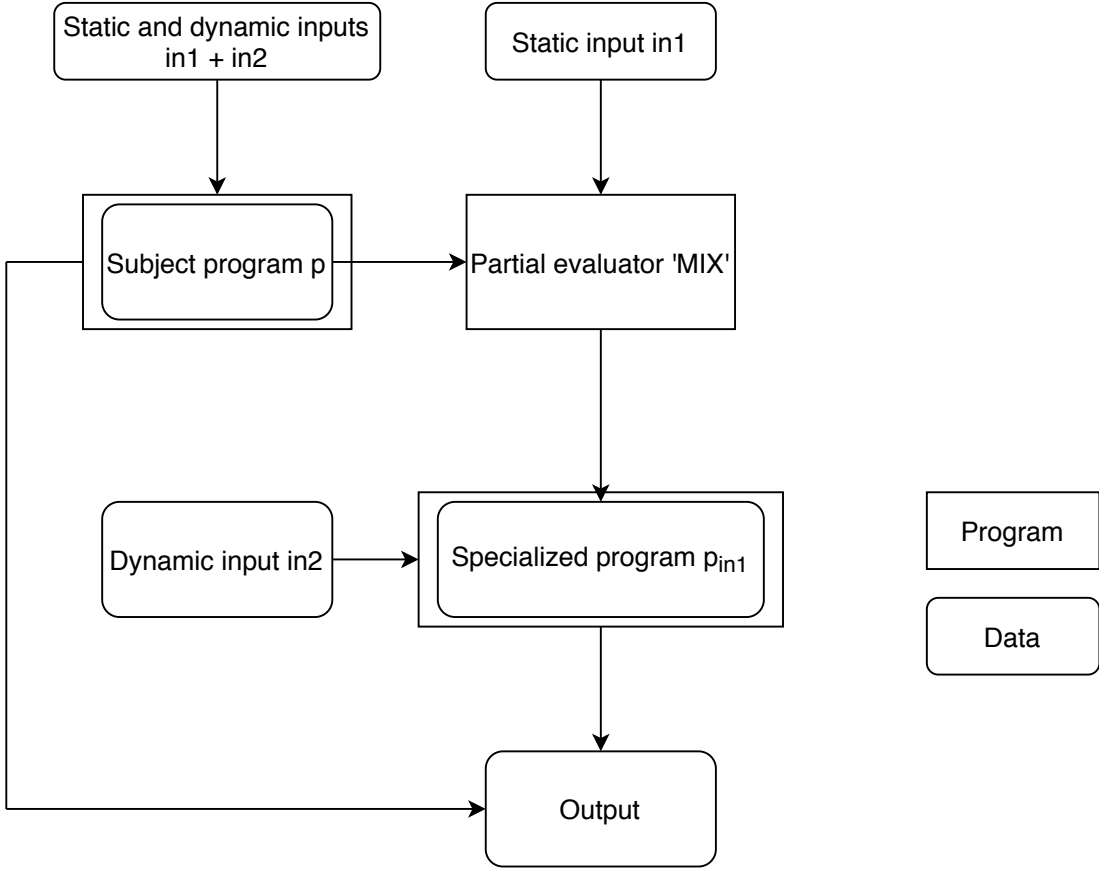 Static and dynamic inputs
in1 + in2
Static input in1
Subject program p
Partial evaluator 'MIX'
Dynamic input in2
Specialized program pin1
Program
Data
Output